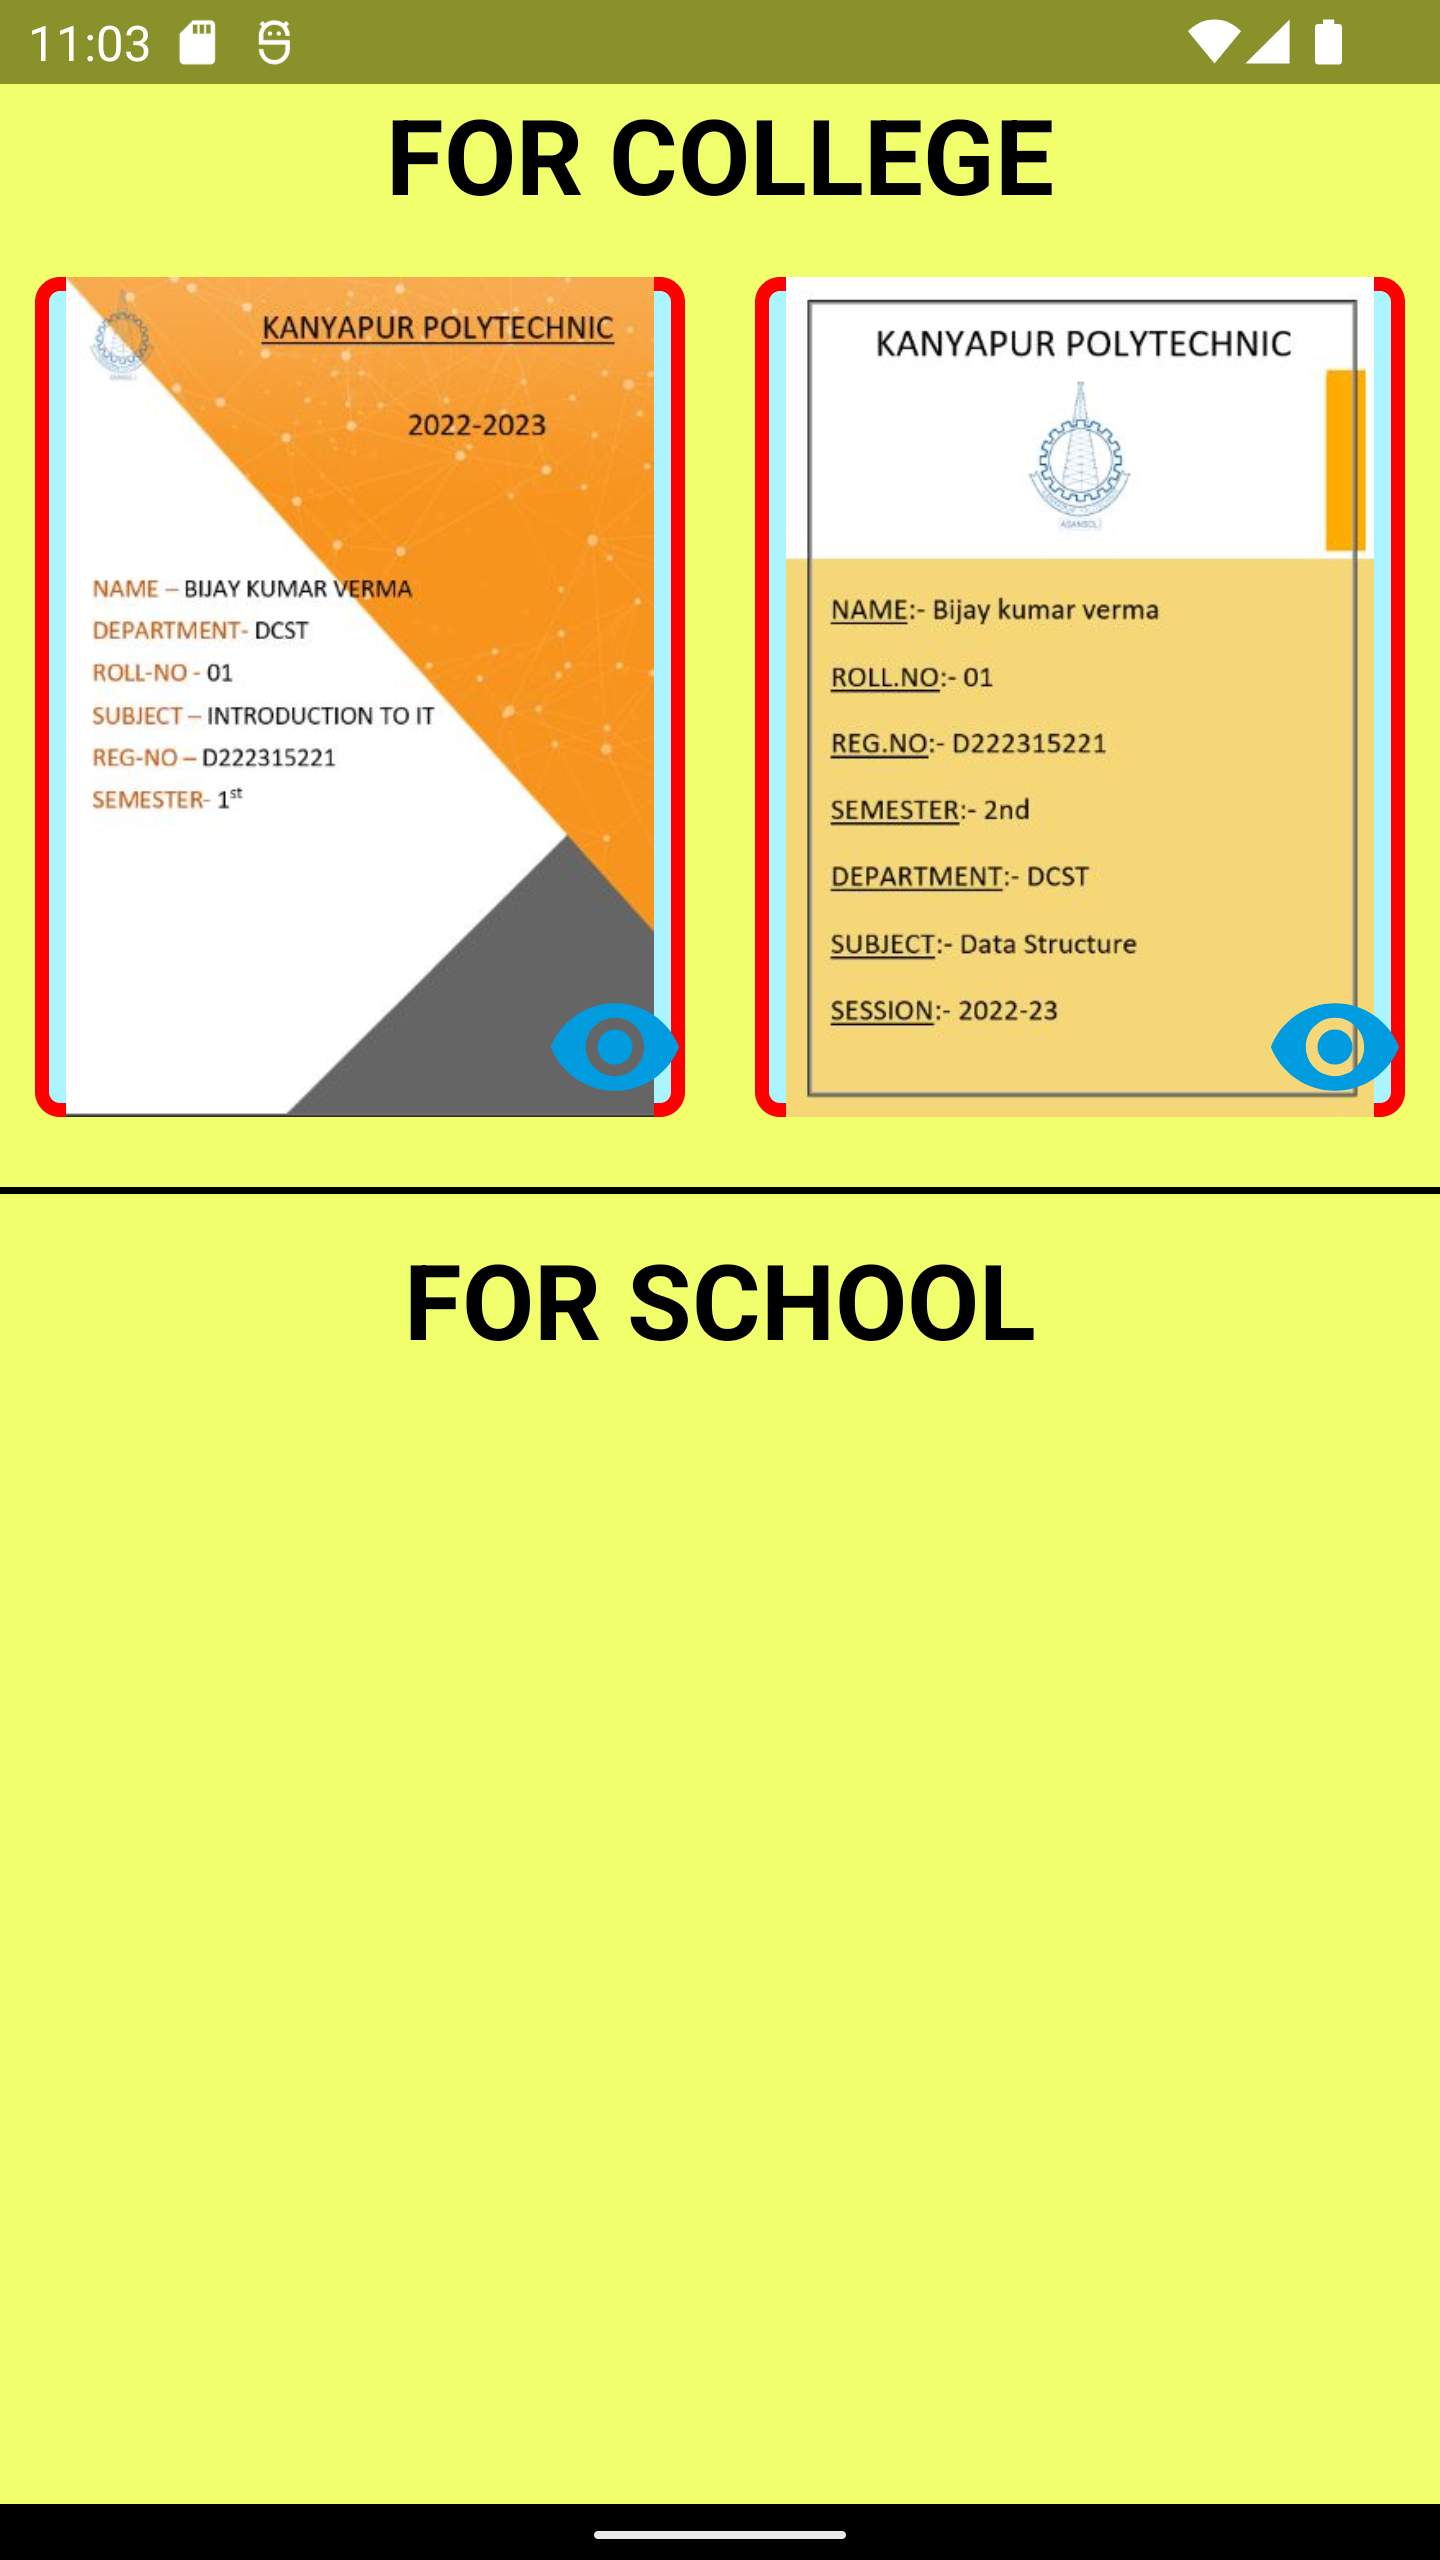 11:03
FOR COLLEGE
KANYAPUR POLYTECHNIC
2022-2023
NAME – BIJAY KUMAR VERMA
DEPARTMENT- DCST
ROLL-NO - 01
SUBJECT – INTRODUCTION TO IT
REG-NO – D222315221
SEMESTER- 1st
KANYAPUR POLYTECHNIC
ASANSOL
NAME:- Bijay kumar verma
ROLL.NO:- 01
REG.NO:- D222315221
SEMESTER:- 2nd
DEPARTMENT:- DCST
SUBJECT:- Data Structure
SESSION:- 2022-23
FOR SCHOOL